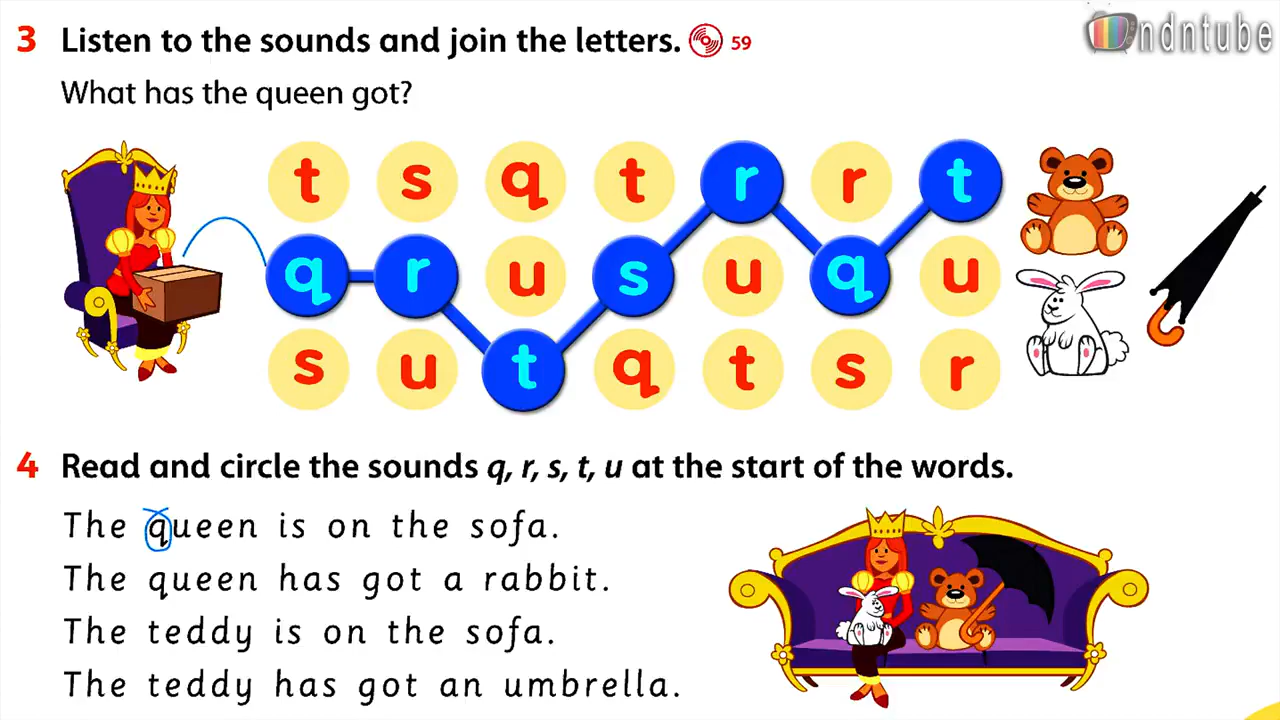 3 Listen to the sounds and join the letters. 59
ndntube
What has the queen got?
t s q t r r t
q r u s u q u
s u t q t s r
4 Read and circle the sounds q, r, s, t, u at the start of the words.
The queen is on the sofa.
The queen has got a rabbit.
The teddy is on the sofa.
The teddy has got an umbrella.